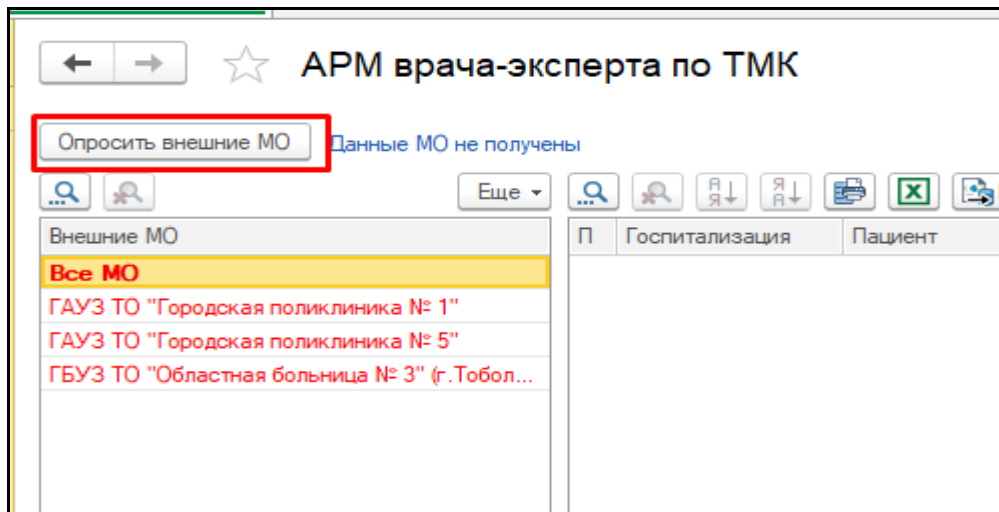 АРМ врача-эксперта по ТМК
Опросить внешние МО
Данные МО не получены
Еще
Внешние МО
П Госпитализация Пациент
Все МО
ГАУЗ ТО "Городская поликлиника № 1"
ГАУЗ ТО "Городская поликлиника № 5"
ГБУЗ ТО "Областная больница № 3" (г.Тобол...